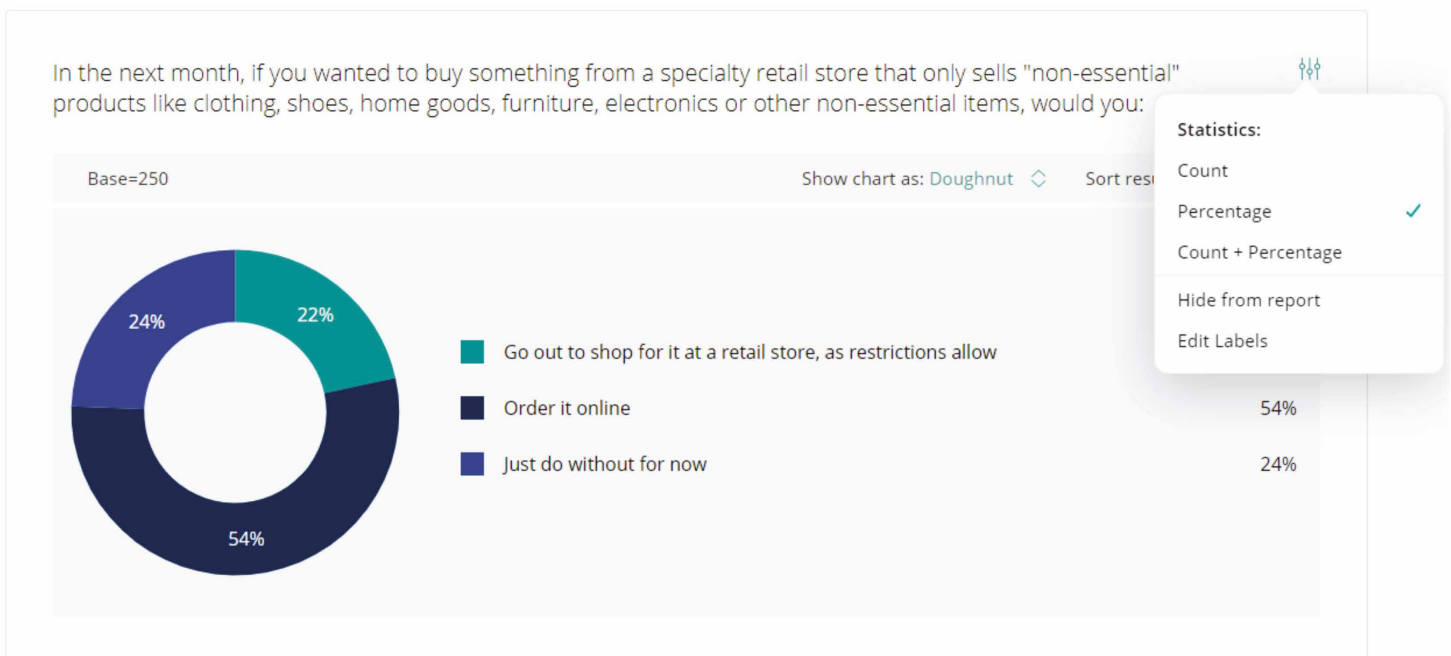 In the next month, if you wanted to buy something from a specialty retail store that only sells "non-essential"
products like clothing, shoes, home goods, furniture, electronics or other non-essential items, would you:
Statistics:
Count
Percentage
Count + Percentage
Hide from report
Edit Labels
Base=250
Show chart as: Doughnut
Sort
24%
22%
54%
Go out to shop for it at a retail store, as restrictions allow
Order it online
54%
Just do without for now
24%